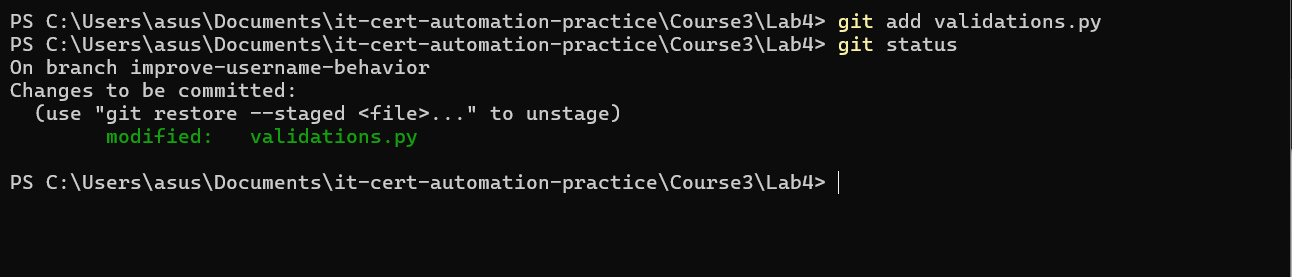 PS C:\Users\asus\Documents\it-cert-automation-practice\Course3\Lab4> git add validations.py
PS C:\Users\asus\Documents\it-cert-automation-practice\Course3\Lab4> git status
On branch improve-username-behavior
Changes to be committed:
  (use "git restore --staged <file>..." to unstage)
        modified:   validations.py

PS C:\Users\asus\Documents\it-cert-automation-practice\Course3\Lab4>